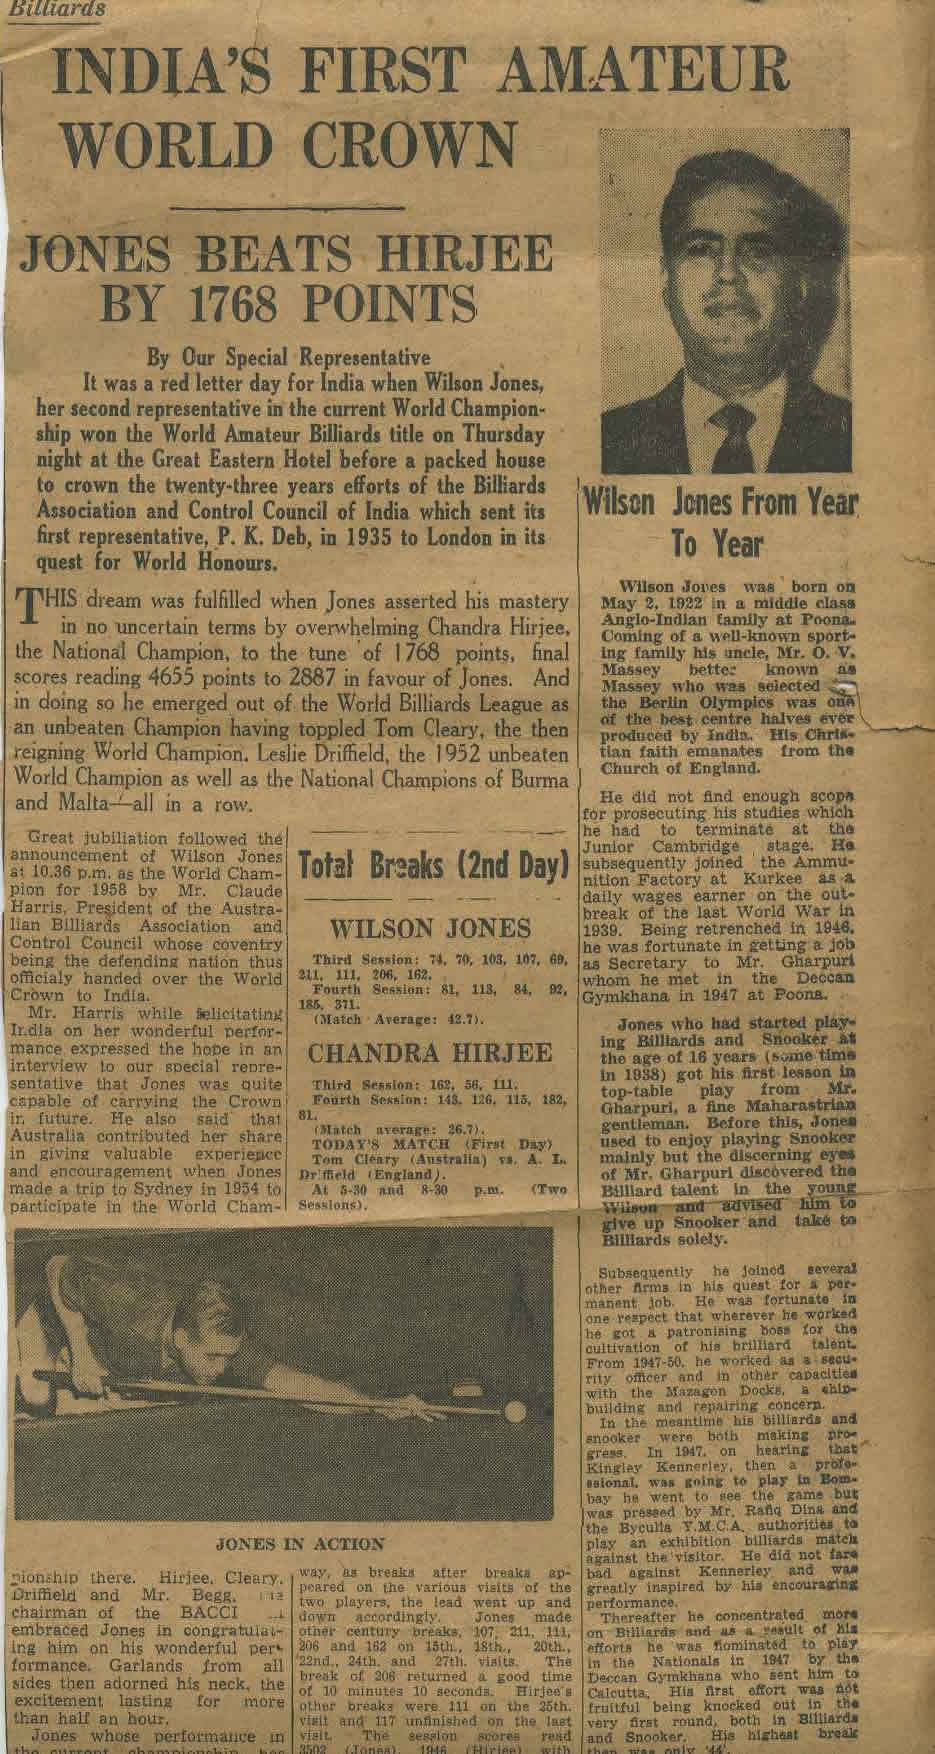 Billiards
INDIA'S FIRST AMATEUR
WORLD CROWN
JONES BEATS HIRJEE
BY 1768 POINTS
By Our Special Representative
It was a red letter day for India when Wilson Jones,
her second representative in the current World Champion-
ship won the World Amateur Billiards title on Thursday
night at the Great Eastern Hotel before a packed house
to crown the twenty-three years efforts of the Billiards
Association and Control Council of India which sent its
first representative, P. K. Deb, in 1935 to London in its
quest for World Honours.
THIS dream was fulfilled when Jones asserted his mastery
in no uncertain terms by overwhelming Chandra Hirjee,
the National Champion, to the tune of 1768 points, final
scores reading 4655 points to 2887 in favour of Jones. And
in doing so he emerged out of the World Billiards League as
an unbeaten Champion having toppled Tom Cleary, the then
reigning World Champion, Leslie Driffield, the 1952 unbeaten
World Champion as well as the National Champions of Burma
and Malta—all in a row.
Great jubiliation followed the
announcement of Wilson Jones
at 10.36 p.m. as the World Cham-
pion for 1958 by Mr. Claude
Harris, President of the Austra-
lian Billiards Association and
Control Council whose coventry
being the defending nation thus
officialy handed over the World
Crown to India.
Mr. Harris while felicitating
India on her wonderful perfor-
mance expressed the hope in an
interview to our special repre-
sentative that Jones was quite
capable of carrying the Crown
in future. He also said that
Australia contributed her share
in giving valuable experience
and encouragement when Jones
made a trip to Sydney in 1954 to
participate in the World Cham-
Total Breaks (2nd Day)
WILSON JONES
Third Session: 74, 70, 103, 107, 69,
211, 111, 206, 162.
Fourth Session: 81, 113, 84, 92,
185, 371.
(Match Average: 42.7).
CHANDRA HIRJEE
Third Session: 162, 56, 111.
Fourth Session: 143, 126, 115, 182,
81.
(Match average: 26.7).
TODAY'S MATCH (First Day)
Tom Cleary (Australia) vs. A. L.
Driffield (England).
At 5-30 and 8-30 p.m. (Two
Sessions).
JONES IN ACTION
pionship there. Hirjee, Cleary,
Driffield and Mr. Begg,
chairman of the BACCI
embraced Jones in congratulat-
ing him on his wonderful per-
formance. Garlands from all
sides then adorned his neck, the
excitement lasting for more
than half an hour.
Jones whose performance in
the current championship has
way, as breaks after breaks ap-
peared on the various visits of the
two players, the lead went up and
down accordingly. Jones made
other century breaks, 107, 211, 111,
206 and 162 on 15th., 18th., 20th.,
22nd., 24th. and 27th. visits. The
break of 206 returned a good time
of 10 minutes 10 seconds. Hirjee's
other breaks were 111 on the 25th.
visit and 117 unfinished on the last
visit. The session scores read
3502 (Jones), 1946 (Hirjee) with
Wilson Jones From Year
To Year
Wilson Jones was born on
May 2, 1922 in a middle class
Anglo-Indian family at Poona.
Coming of a well-known sport-
ing family his uncle, Mr. O. V.
Massey better known as
Massey who was selected
the Berlin Olympics was one
of the best centre halves ever
produced by India. His Chris-
tian faith emanates from the
Church of England.
He did not find enough scope
for prosecuting his studies which
he had to terminate at the
Junior Cambridge stage. He
subsequently joined the Ammu-
nition Factory at Kurkee as a
daily wages earner on the out-
break of the last World War in
1939. Being retrenched in 1946,
he was fortunate in getting a job
as Secretary to Mr. Gharpuri
whom he met in the Deccan
Gymkhana in 1947 at Poona.
Jones who had started play-
ing Billiards and Snooker at
the age of 16 years (some time
in 1938) got his first lesson in
top-table play from Mr.
Gharpuri, a fine Maharastrian
gentleman. Before this, Jones
used to enjoy playing Snooker
mainly but the discerning eyes
of Mr. Gharpuri discovered the
Billiard talent in the young
Wilson and advised him to
give up Snooker and take to
Billiards solely.
Subsequently he joined several
other firms in his quest for a per-
manent job. He was fortunate in
one respect that wherever he worked
he got a patronising boss for the
cultivation of his brilliard talent.
From 1947-50, he worked as a secu-
rity officer and in other capacities
with the Mazagon Docks, a ship-
building and repairing concern.
In the meantime his billiards and
snooker were both making pro-
gress. In 1947, on hearing that
Kingley Kennerley, then a profe-
ssional, was going to play in Bom-
bay he went to see the game but
was pressed by Mr. Rafiq Dina and
the Byculla Y.M.C.A. authorities to
play an exhibition billiards match
against the visitor. He did not fare
bad against Kennerley and was
greatly inspired by his encouraging
performance.
Thereafter he concentrated more
on Billiards and as a result of his
efforts he was nominated to play
in the Nationals in 1947 by the
Deccan Gymkhana who sent him to
Calcutta. His first effort was not
fruitful being knocked out in the
very first round, both in Billiards
and Snooker. His highest break
then was only '44'.